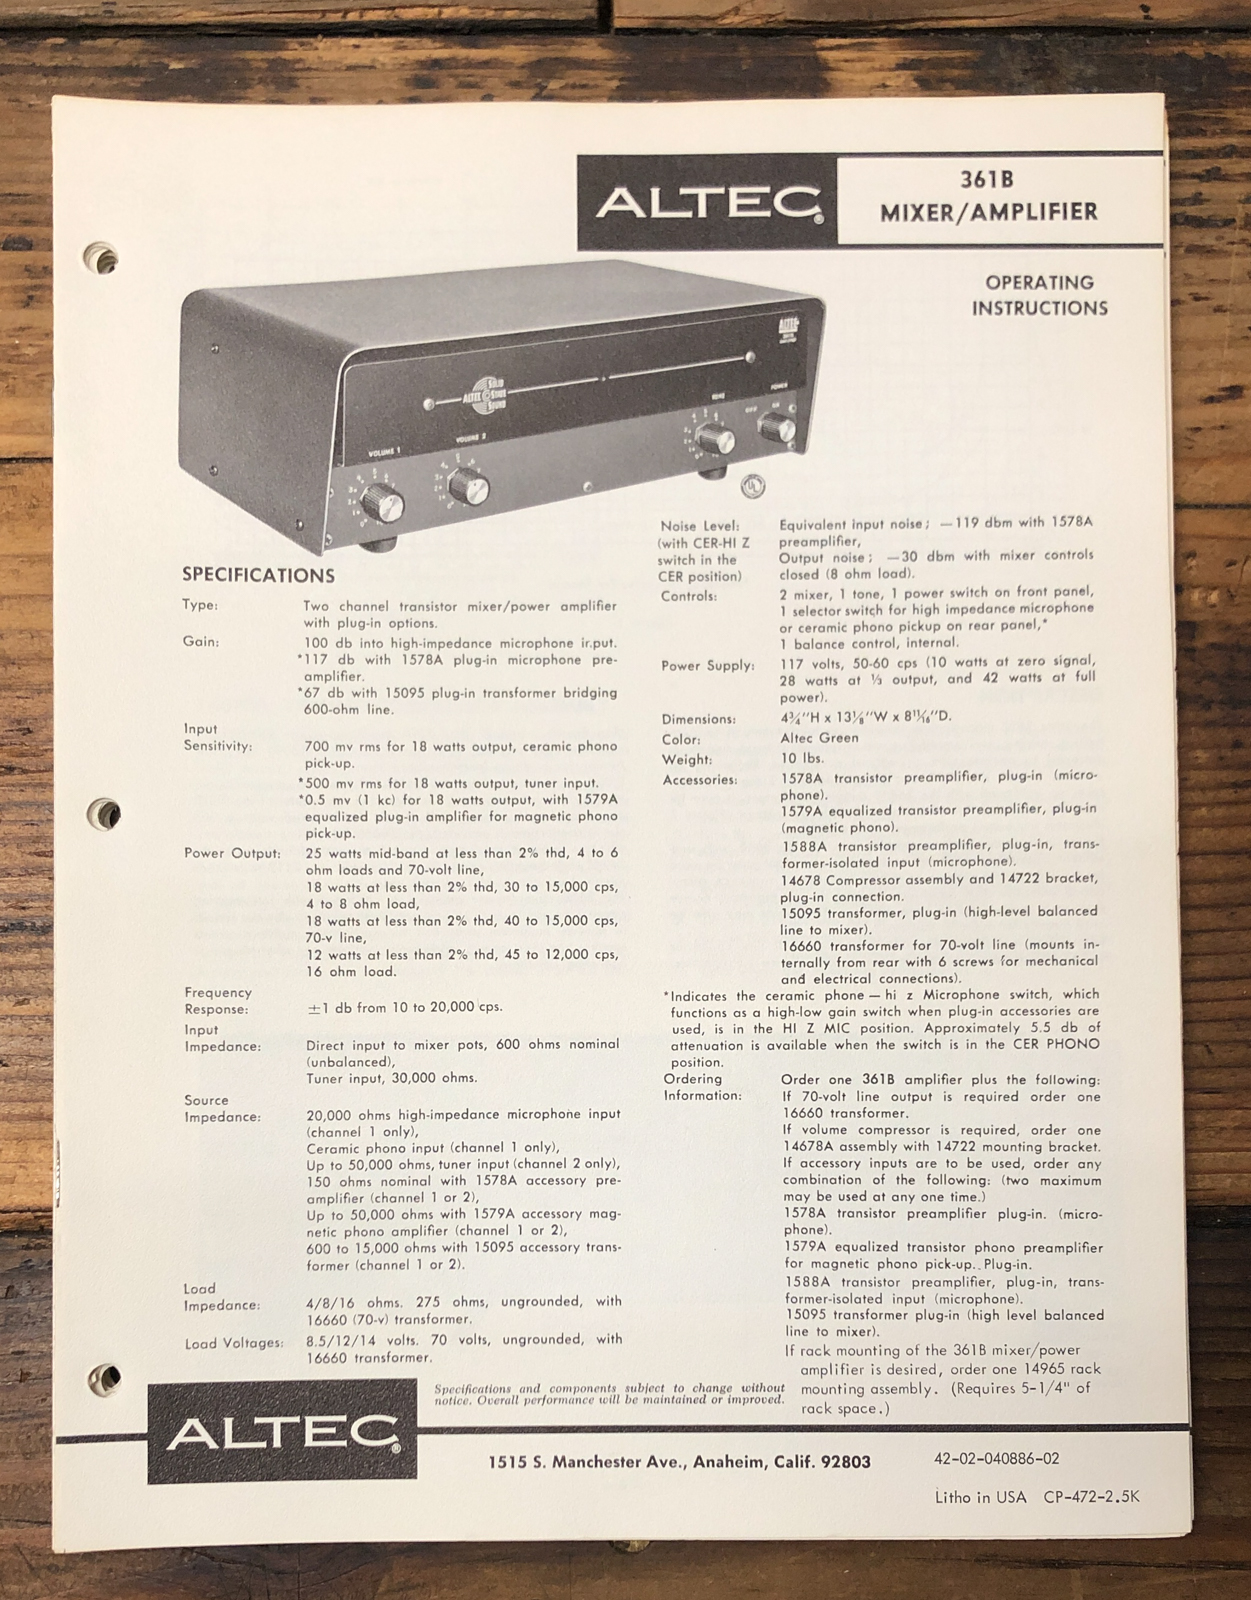 ALTEC®
361B
MIXER/AMPLIFIER
OPERATING
INSTRUCTIONS
ALTEC
SOLID
ALTEC STATE
SOUND
VOLUME 1
VOLUME 2
TONE
POWER
OFF
ON
UL
SPECIFICATIONS
Type: Two channel transistor mixer/power amplifier
with plug-in options.
Gain: 100 db into high-impedance microphone ir.put.
*117 db with 1578A plug-in microphone pre-
amplifier.
*67 db with 15095 plug-in transformer bridging
600-ohm line.
Input
Sensitivity: 700 mv rms for 18 watts output, ceramic phono
pick-up.
*500 mv rms for 18 watts output, tuner input.
*0.5 mv (1 kc) for 18 watts output, with 1579A
equalized plug-in amplifier for magnetic phono
pick-up.
Power Output: 25 watts mid-band at less than 2% thd, 4 to 6
ohm loads and 70-volt line,
18 watts at less than 2% thd, 30 to 15,000 cps,
4 to 8 ohm load,
18 watts at less than 2% thd, 40 to 15,000 cps,
70-v line,
12 watts at less than 2% thd, 45 to 12,000 cps,
16 ohm load.
Frequency
Response: ±1 db from 10 to 20,000 cps.
Input
Impedance: Direct input to mixer pots, 600 ohms nominal
(unbalanced),
Tuner input, 30,000 ohms.
Source
Impedance: 20,000 ohms high-impedance microphone input
(channel 1 only),
Ceramic phono input (channel 1 only),
Up to 50,000 ohms, tuner input (channel 2 only),
150 ohms nominal with 1578A accessory pre-
amplifier (channel 1 or 2),
Up to 50,000 ohms with 1579A accessory mag-
netic phono amplifier (channel 1 or 2),
600 to 15,000 ohms with 15095 accessory trans-
former (channel 1 or 2).
Load
Impedance: 4/8/16 ohms. 275 ohms, ungrounded, with
16660 (70-v) transformer.
Load Voltages: 8.5/12/14 volts. 70 volts, ungrounded, with
16660 transformer.
Noise Level: Equivalent input noise; —119 dbm with 1578A
(with CER-HI Z preamplifier,
switch in the Output noise; —30 dbm with mixer controls
CER position) closed (8 ohm load).
Controls: 2 mixer, 1 tone, 1 power switch on front panel,
1 selector switch for high impedance microphone
or ceramic phono pickup on rear panel,*
1 balance control, internal.
Power Supply: 117 volts, 50-60 cps (10 watts at zero signal,
28 watts at ⅓ output, and 42 watts at full
power).
Dimensions: 4¾"H x 13⅛"W x 8¹¹⁄₁₆"D.
Color: Altec Green
Weight: 10 lbs.
Accessories: 1578A transistor preamplifier, plug-in (micro-
phone).
1579A equalized transistor preamplifier, plug-in
(magnetic phono).
1588A transistor preamplifier, plug-in, trans-
former-isolated input (microphone).
14678 Compressor assembly and 14722 bracket,
plug-in connection.
15095 transformer, plug-in (high-level balanced
line to mixer).
16660 transformer for 70-volt line (mounts in-
ternally from rear with 6 screws for mechanical
and electrical connections).
*Indicates the ceramic phone — hi z Microphone switch, which
functions as a high-low gain switch when plug-in accessories are
used, is in the HI Z MIC position. Approximately 5.5 db of
attenuation is available when the switch is in the CER PHONO
position.
Ordering Order one 361B amplifier plus the following:
Information: If 70-volt line output is required order one
16660 transformer.
If volume compressor is required, order one
14678A assembly with 14722 mounting bracket.
If accessory inputs are to be used, order any
combination of the following: (two maximum
may be used at any one time.)
1578A transistor preamplifier plug-in. (micro-
phone).
1579A equalized transistor phono preamplifier
for magnetic phono pick-up. Plug-in.
1588A transistor preamplifier, plug-in, trans-
former-isolated input (microphone).
15095 transformer plug-in (high level balanced
line to mixer).
If rack mounting of the 361B mixer/power
amplifier is desired, order one 14965 rack
mounting assembly. (Requires 5-1/4" of
rack space.)
Specifications and components subject to change without
notice. Overall performance will be maintained or improved.
ALTEC®
1515 S. Manchester Ave., Anaheim, Calif. 92803
42-02-040886-02
Litho in USA CP-472-2.5K